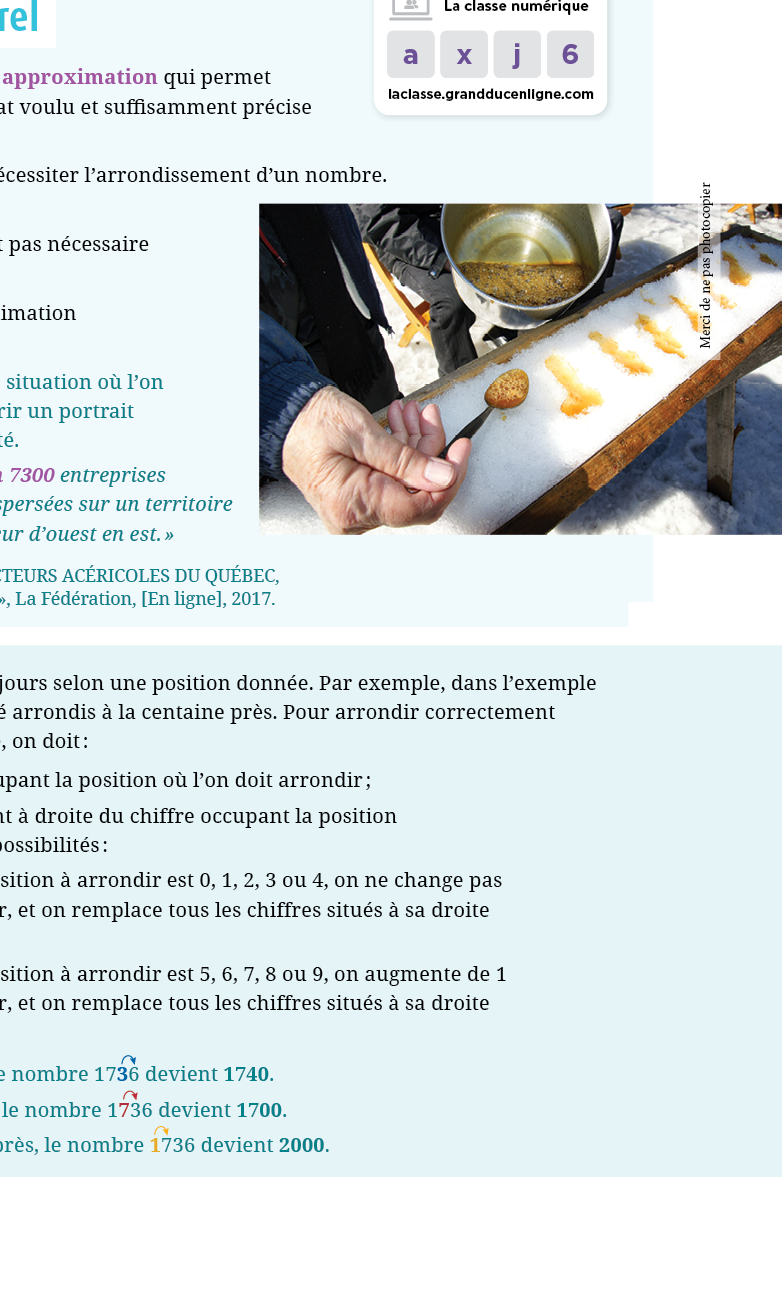 rel
La classe numérique
a x j 6
laclasse.grandducenligne.com
approximation qui permet
at voulu et suffisamment précise
écessiter l’arrondissement d’un nombre.
t pas nécessaire
imation
situation où l’on
rir un portrait
té.
n 7300 entreprises
spersées sur un territoire
eur d’ouest en est. »
CTEURS ACÉRICOLES DU QUÉBEC,
», La Fédération, [En ligne], 2017.
Merci de ne pas photocopier
jours selon une position donnée. Par exemple, dans l’exemple
é arrondis à la centaine près. Pour arrondir correctement
e, on doit :
upant la position où l’on doit arrondir ;
nt à droite du chiffre occupant la position
possibilités :
sition à arrondir est 0, 1, 2, 3 ou 4, on ne change pas
r, et on remplace tous les chiffres situés à sa droite
sition à arrondir est 5, 6, 7, 8 ou 9, on augmente de 1
r, et on remplace tous les chiffres situés à sa droite
e nombre 1736 devient 1740.
le nombre 1736 devient 1700.
près, le nombre 1736 devient 2000.